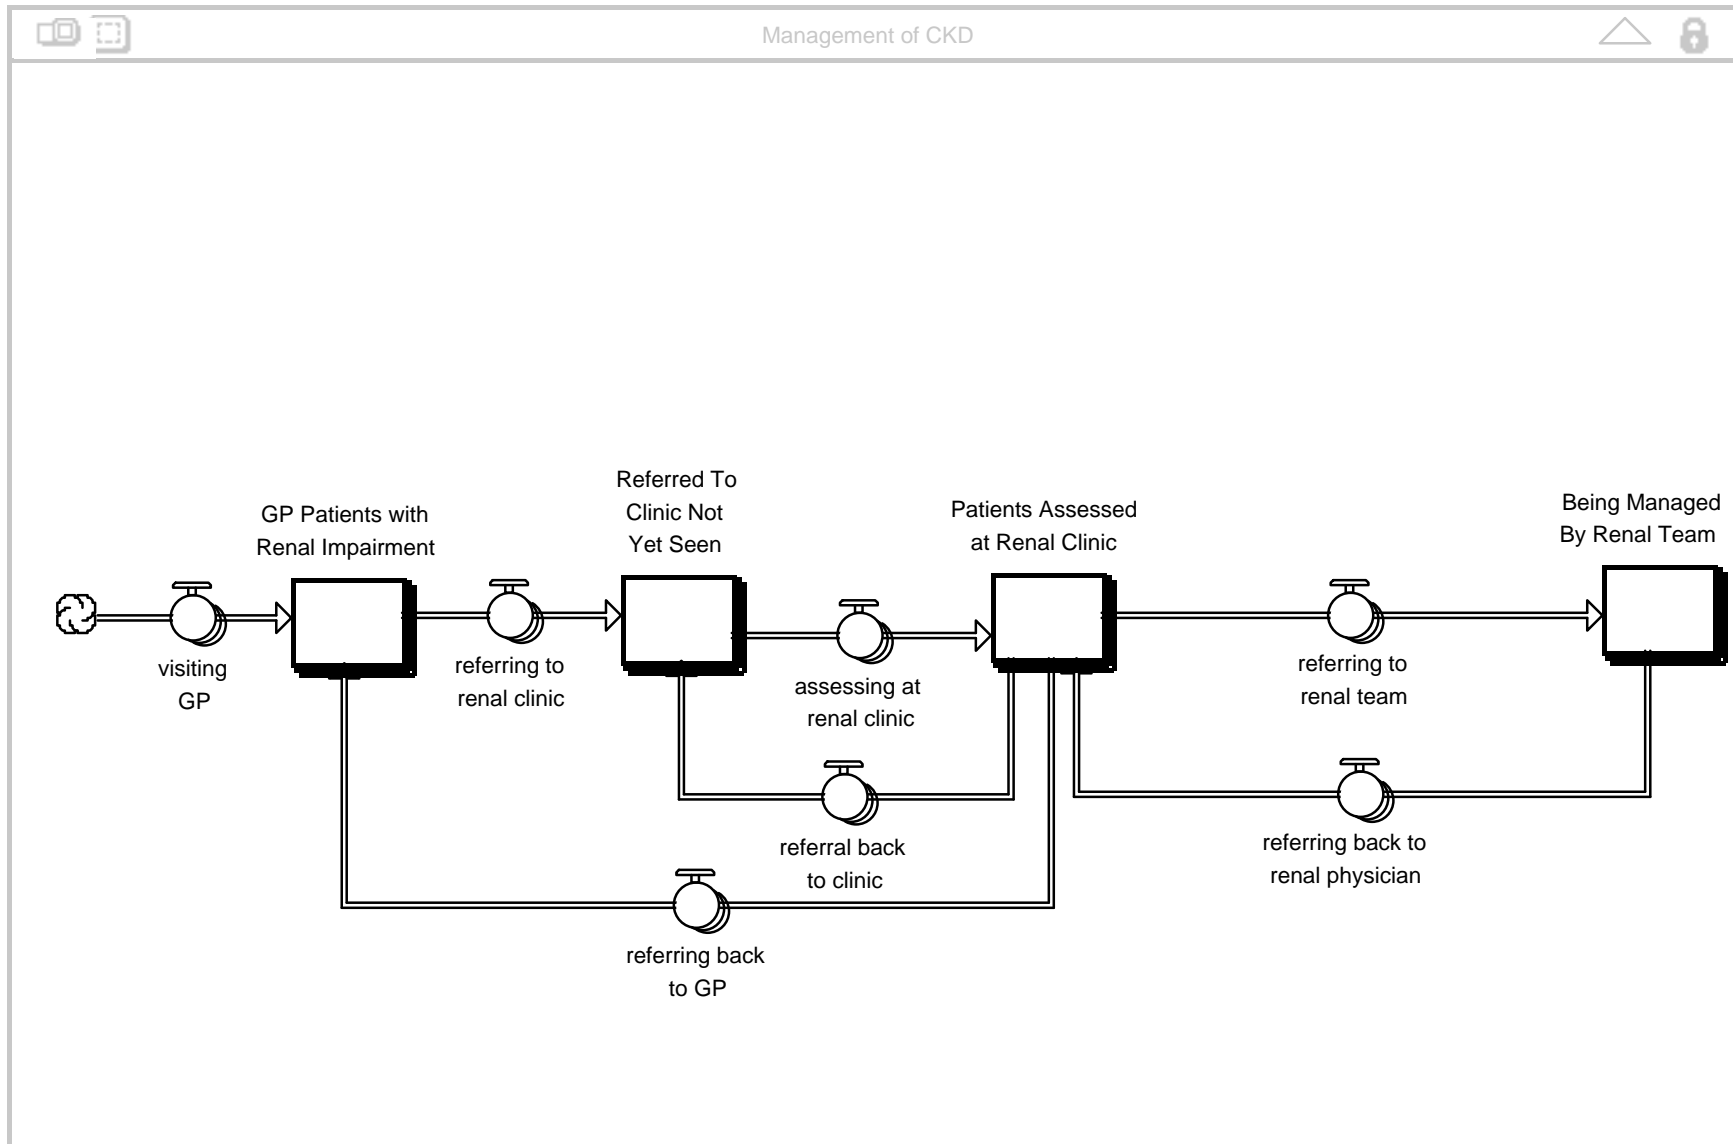 Management of CKD
Referred To
Clinic Not
Yet Seen
GP Patients with
Renal Impairment
Patients Assessed
at Renal Clinic
Being Managed
By Renal Team
visiting
GP
referring to
renal clinic
assessing at
renal clinic
referring to
renal team
referral back
to clinic
referring back to
renal physician
referring back
to GP